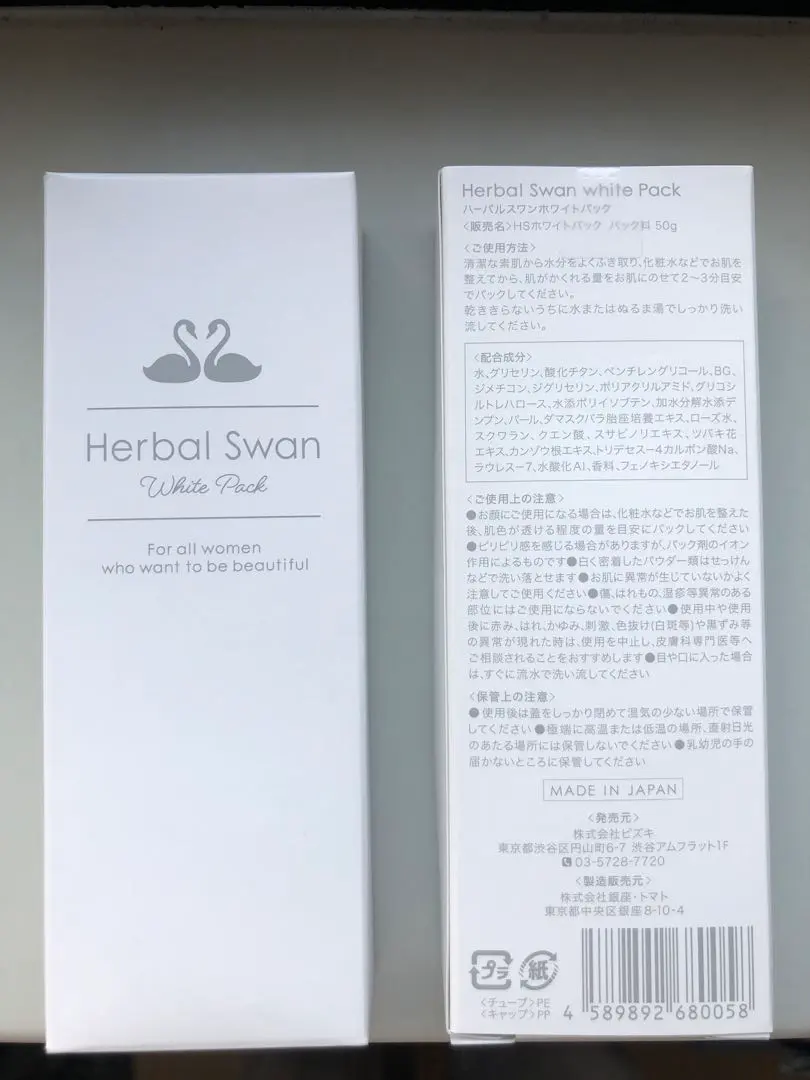 Herbal Swan
White Pack
For all women
who want to be beautiful
Herbal Swan white Pack
ハーバルスワンホワイトパック
<販売名>HSホワイトパック パック料 50g
<ご使用方法>
清潔な素肌から水分をよくふき取り、化粧水などでお肌を
整えてから、肌がかくれる量をお肌にのせて2〜3分目安
でパックしてください。
乾ききらないうちに水またはぬるま湯でしっかり洗い
流してください。
<配合成分>
水、グリセリン、酸化チタン、ペンチレングリコール、BG、
ジメチコン、ジグリセリン、ポリアクリルアミド、グリコシ
ルトレハロース、水添ポリイソブテン、加水分解水添デ
ンプン、パール、ダマスクバラ胎座培養エキス、ローズ水、
スクワラン、クエン酸、スサビノリエキス、ツバキ花
エキス、カンゾウ根エキス、トリデセス-4カルボン酸Na、
ラウレス-7、水酸化Al、香料、フェノキシエタノール
<ご使用上の注意>
●お顔にご使用になる場合は、化粧水などでお肌を整えた
後、肌色が透ける程度の量を目安にパックしてください
●ピリピリ感を感じる場合がありますが、パック剤のイオン
作用によるものです●白く密着したパウダー類はせっけん
などで洗い落とせます●お肌に異常が生じていないかよく
注意してご使用ください●傷、はれもの、湿疹等異常のある
部位にはご使用にならないでください●使用中や使用
後に赤み、はれ、かゆみ、刺激、色抜け(白斑等)や黒ずみ等
の異常が現れた時は、使用を中止し、皮膚科専門医等へ
ご相談されることをおすすめします●目や口に入った場合
は、すぐに流水で洗い流してください
<保管上の注意>
●使用後は蓋をしっかり閉めて湿気の少ない場所で保管
してください●極端に高温または低温の場所、直射日光
のあたる場所には保管しないでください●乳幼児の手の
届かないところに保管してください
MADE IN JAPAN
<発売元>
株式会社ビズキ
東京都渋谷区円山町6-7 渋谷アムフラット1F
03-5728-7720
<製造販売元>
株式会社銀座・トマト
東京都中央区銀座8-10-4
プラ 紙
<チューブ>PE
<キャップ>PP
4 589892 680058